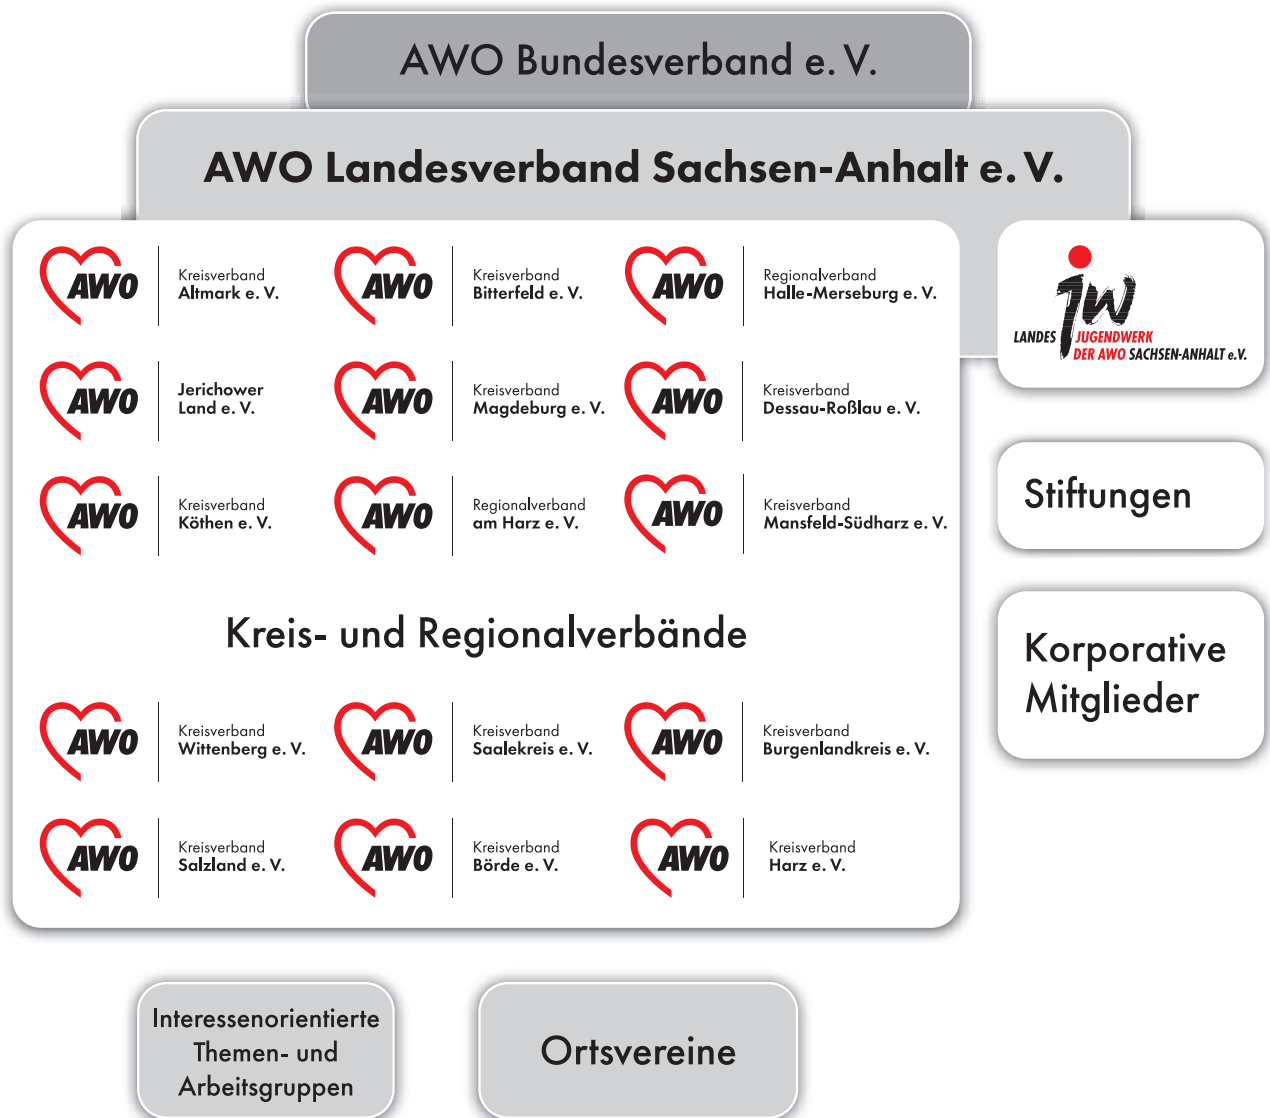 AWO Bundesverband e. V.
AWO Landesverband Sachsen-Anhalt e. V.
AWO
Kreisverband
Altmark e. V.
AWO
Kreisverband
Bitterfeld e. V.
AWO
Regionalverband
Halle-Merseburg e. V.
jw
LANDES JUGENDWERK
DER AWO SACHSEN-ANHALT e.V.
AWO
Jerichower
Land e. V.
AWO
Kreisverband
Magdeburg e. V.
AWO
Kreisverband
Dessau-Roßlau e. V.
AWO
Kreisverband
Köthen e. V.
AWO
Regionalverband
am Harz e. V.
AWO
Kreisverband
Mansfeld-Südharz e. V.
Stiftungen
Kreis- und Regionalverbände
Korporative
Mitglieder
AWO
Kreisverband
Wittenberg e. V.
AWO
Kreisverband
Saalekreis e. V.
AWO
Kreisverband
Burgenlandkreis e. V.
AWO
Kreisverband
Salzland e. V.
AWO
Kreisverband
Börde e. V.
AWO
Kreisverband
Harz e. V.
Interessenorientierte
Themen- und
Arbeitsgruppen
Ortsvereine